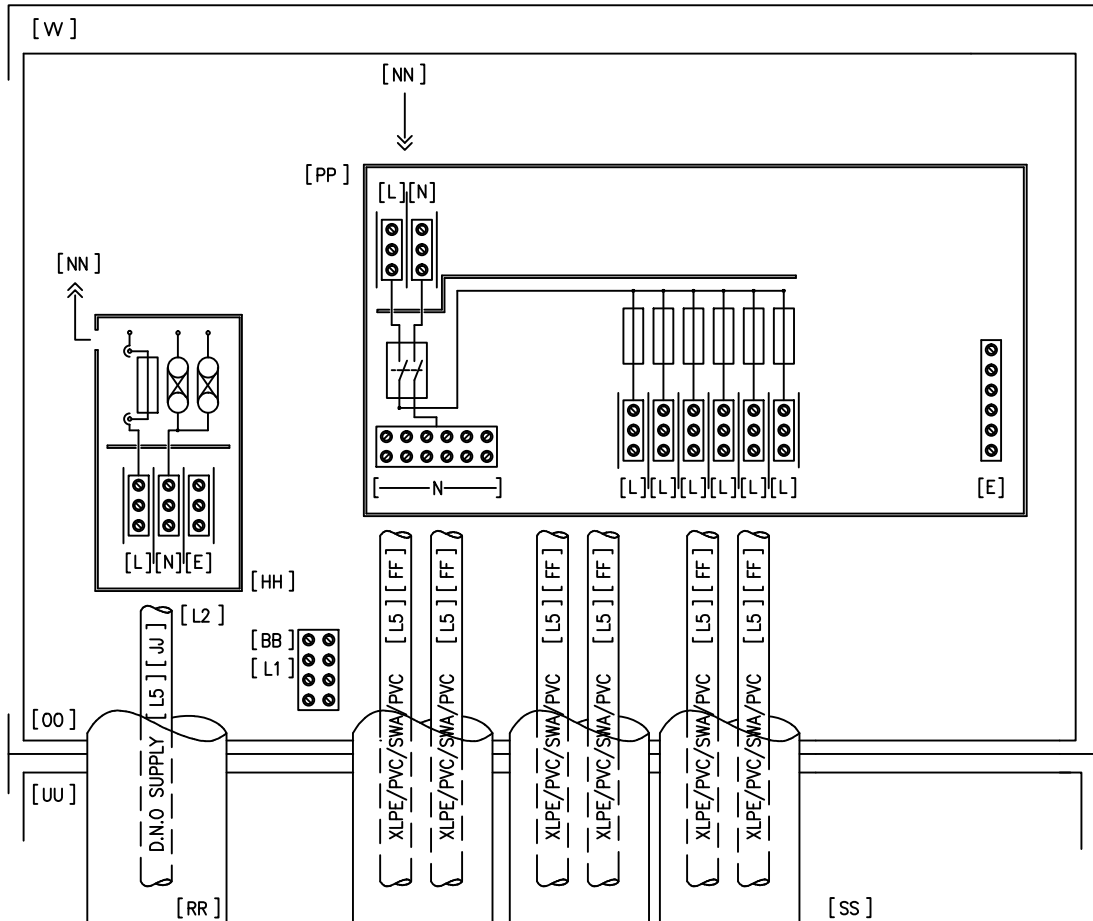 [W]
[NN]
[PP]
[L][N]
[NN]
[L][N][E]
[N]
[L][L][L][L][L][L]
[E]
[HH]
[L2]
[BB]
[L1]
[OO]
[UU]
D.N.O SUPPLY [L5][JJ]
XLPE/PVC/SWA/PVC [L5][FF]
XLPE/PVC/SWA/PVC [L5][FF]
XLPE/PVC/SWA/PVC [L5][FF]
XLPE/PVC/SWA/PVC [L5][FF]
XLPE/PVC/SWA/PVC [L5][FF]
XLPE/PVC/SWA/PVC [L5][FF]
[RR]
[SS]